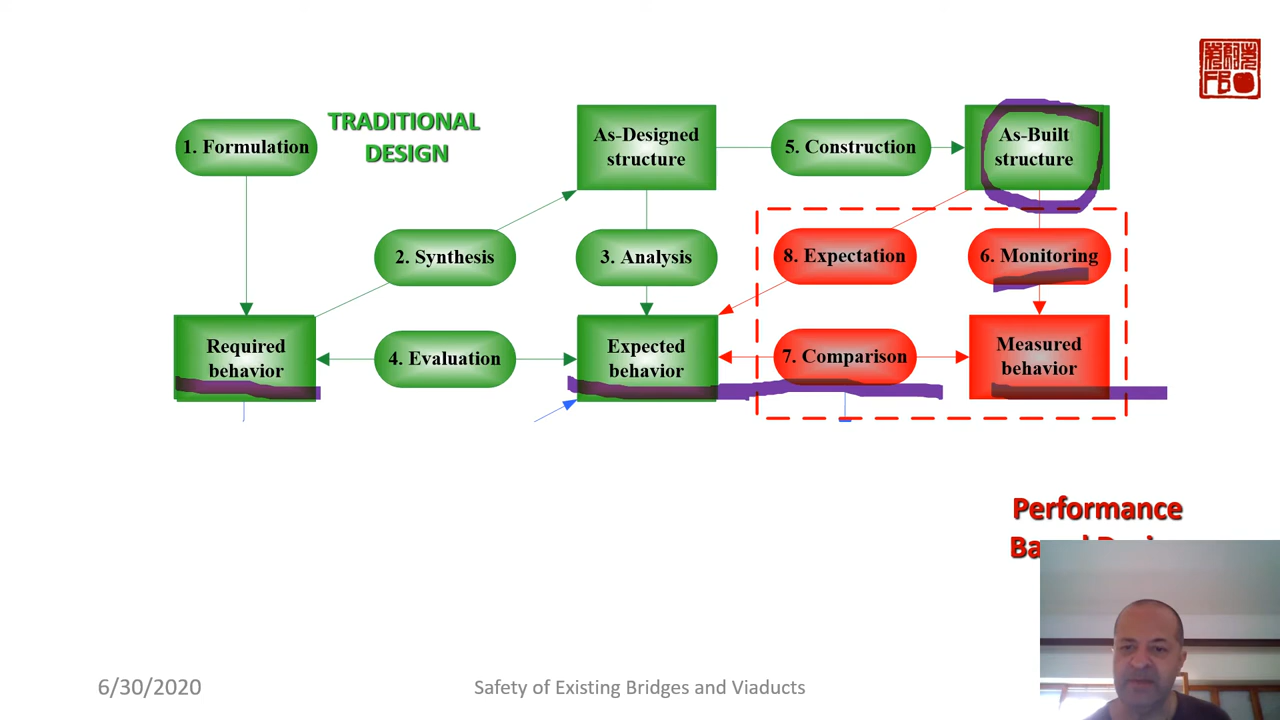 TRADITIONAL
DESIGN
1. Formulation
As-Designed
structure
5. Construction
As-Built
structure
2. Synthesis
3. Analysis
8. Expectation
6. Monitoring
Required
behavior
4. Evaluation
Expected
behavior
7. Comparison
Measured
behavior
Performance
6/30/2020
Safety of Existing Bridges and Viaducts